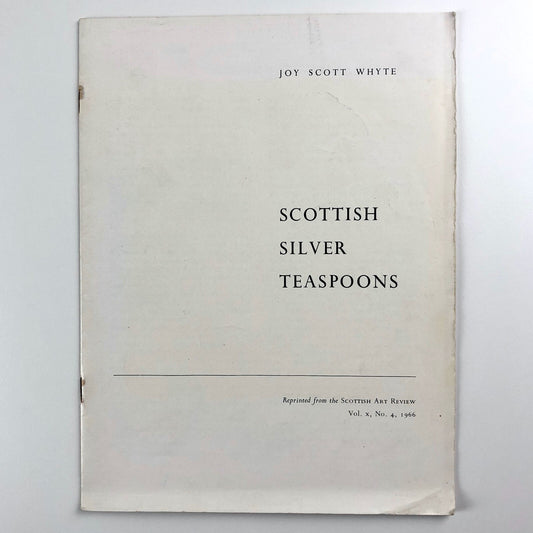 JOY SCOTT WHYTE
SCOTTISH
SILVER
TEASPOONS
Reprinted from the SCOTTISH ART REVIEW
Vol. X, No. 4, 1966